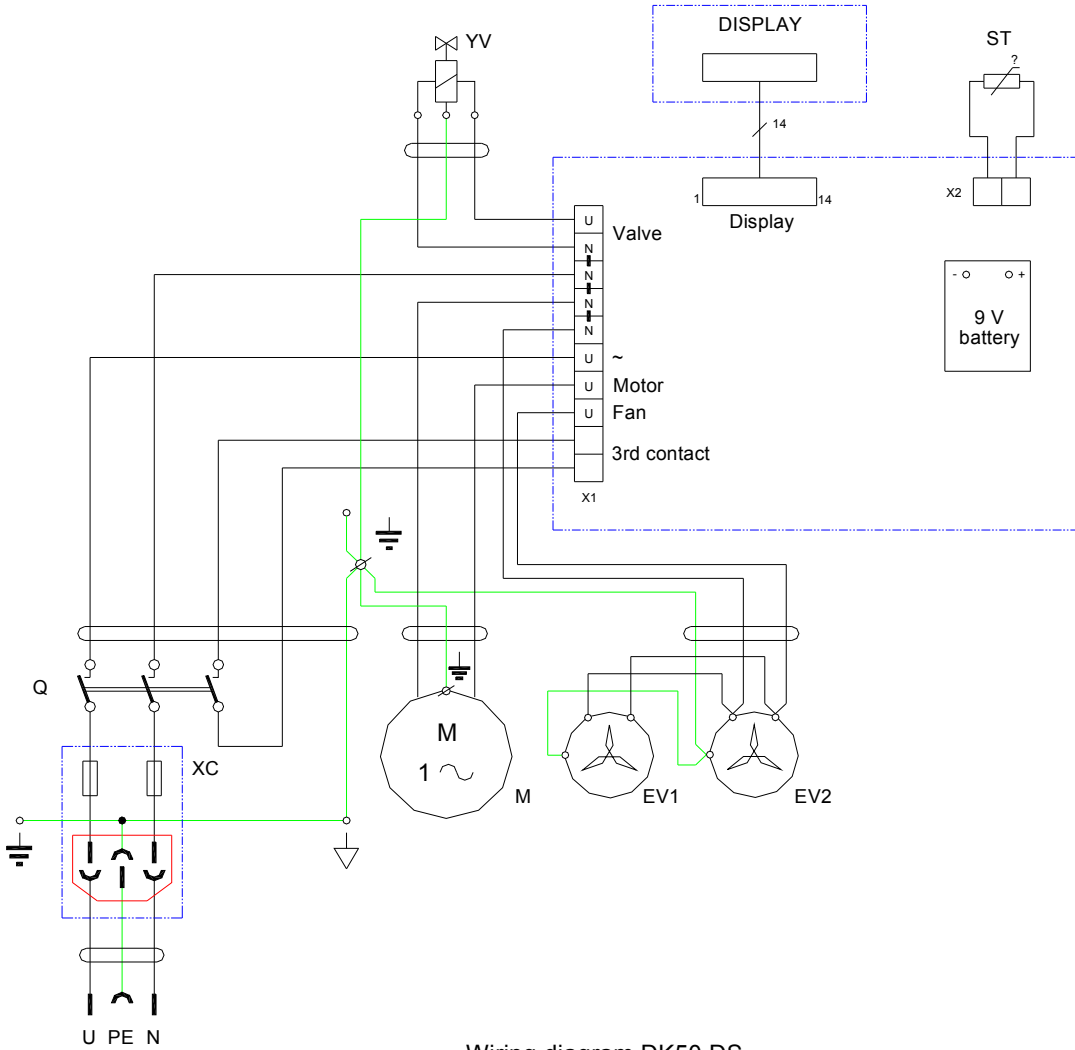 YV
DISPLAY
ST
?
14
X2
1
14
Display
U
Valve
N
N
N
N
- +
9 V
battery
U
~
U
Motor
U
Fan
3rd contact
X1
Q
XC
M
1
M
EV1
EV2
U PE N